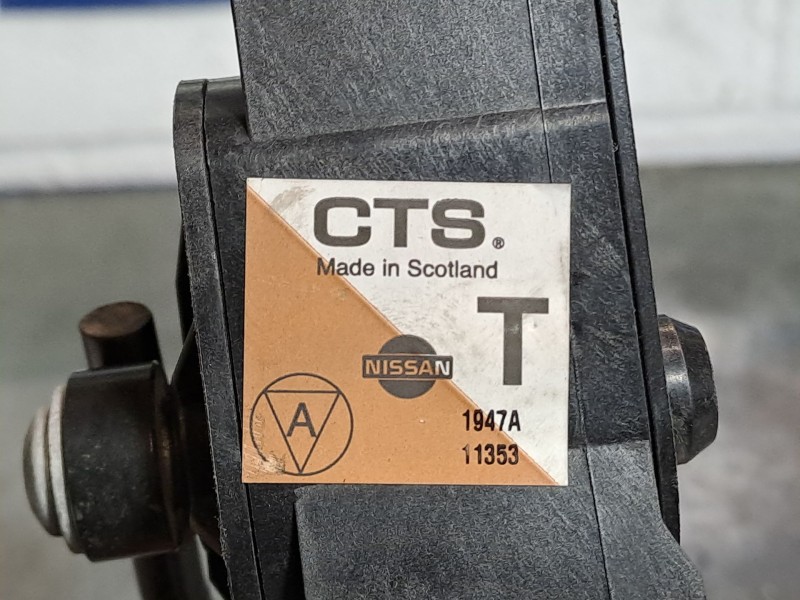 CTS®
Made in Scotland
T
NISSAN
A
1947A
11353